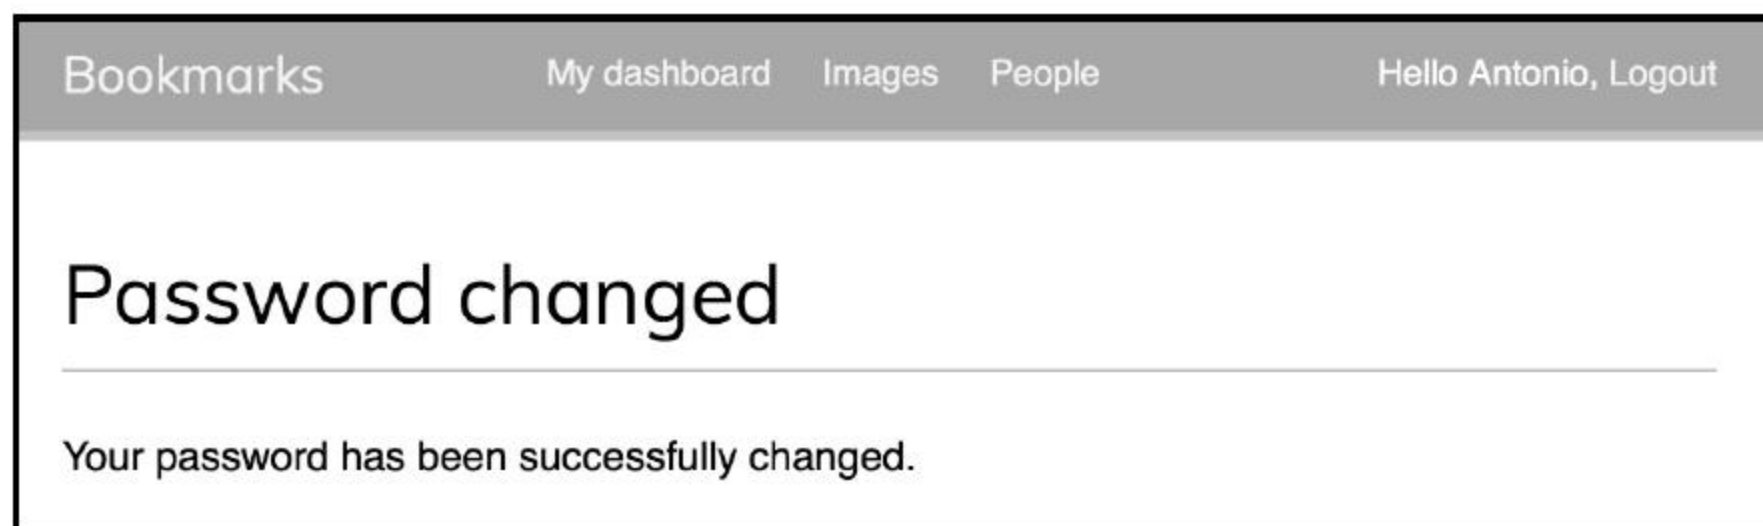 Bookmarks My dashboard Images People Hello Antonio, Logout
Password changed
Your password has been successfully changed.